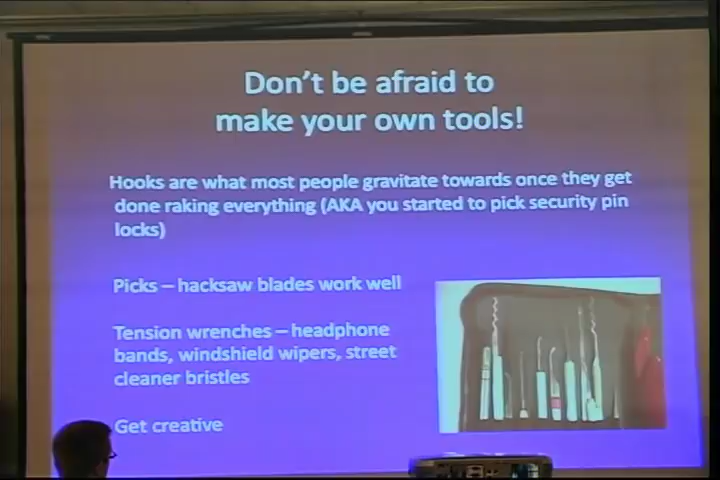 Don't be afraid to
make your own tools!
Hooks are what most people gravitate towards once they get
done raking everything (AKA you started to pick security pin
locks)
Picks – hacksaw blades work well
Tension wrenches – headphone
bands, windshield wipers, street
cleaner bristles
Get creative